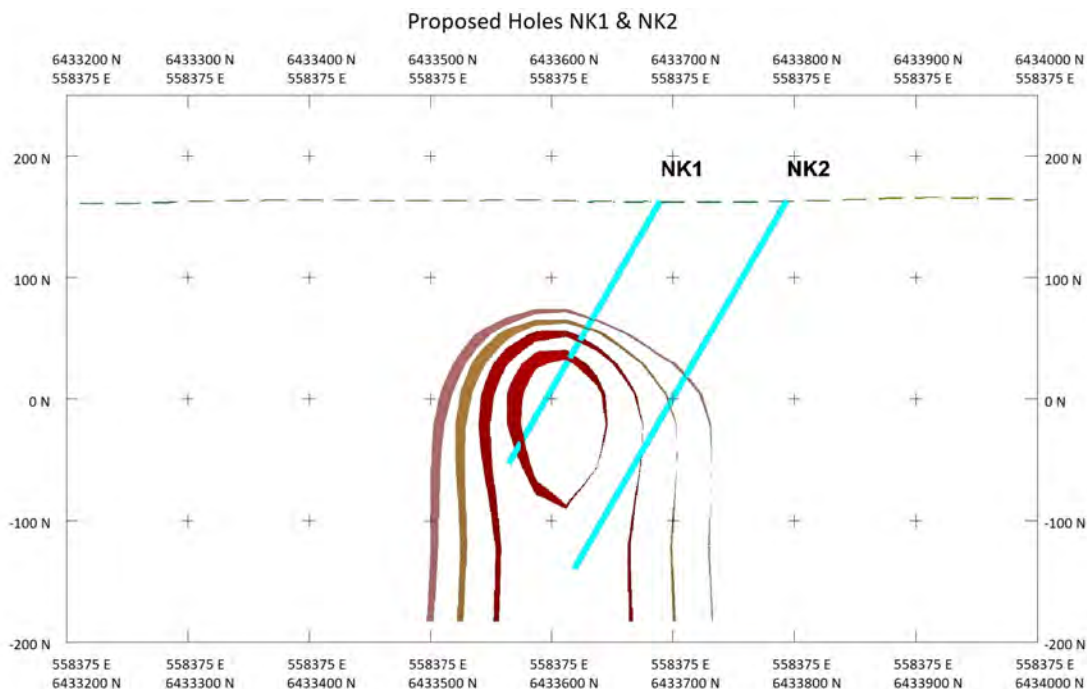 Proposed Holes NK1 & NK2
6433200 N 6433300 N 6433400 N 6433500 N 6433600 N 6433700 N 6433800 N 6433900 N 6434000 N
558375 E 558375 E 558375 E 558375 E 558375 E 558375 E 558375 E 558375 E 558375 E
200 N 200 N
NK1 NK2
100 N 100 N
0 N 0 N
-100 N -100 N
-200 N -200 N
558375 E 558375 E 558375 E 558375 E 558375 E 558375 E 558375 E 558375 E 558375 E
6433200 N 6433300 N 6433400 N 6433500 N 6433600 N 6433700 N 6433800 N 6433900 N 6434000 N